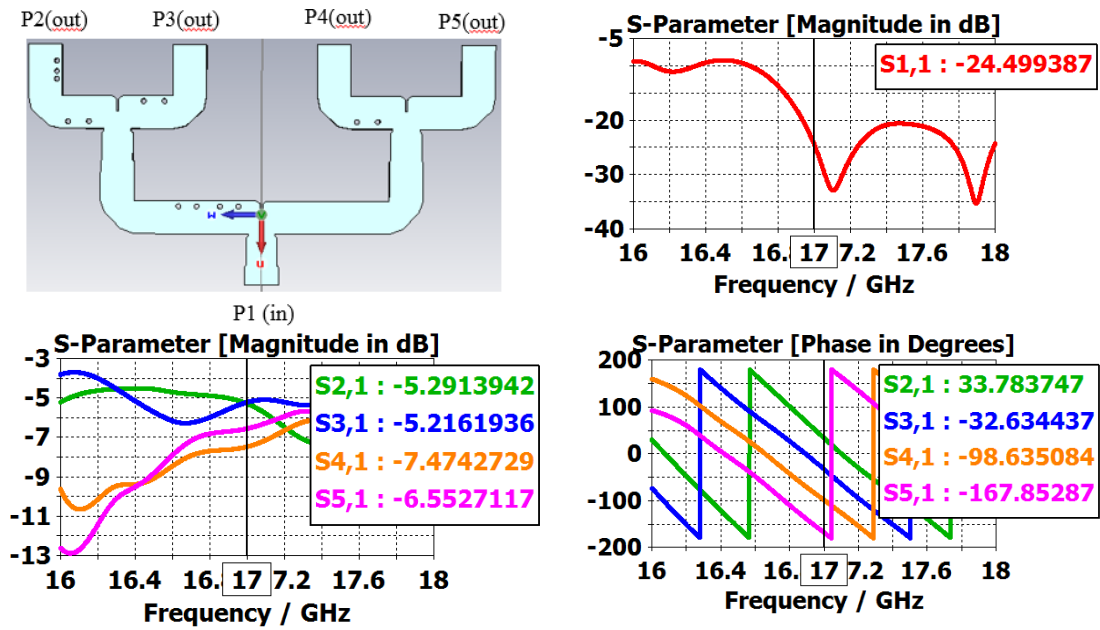 P2(out) P3(out) P4(out) P5(out)
w v
u
P1 (in)
S-Parameter [Magnitude in dB]
-5
-20
-30
-40
S1,1 : -24.499387
16 16.4 16.8 17 17.2 17.6 18
Frequency / GHz
S-Parameter [Magnitude in dB]
-3
-5
-7
-9
-11
-13
S2,1 : -5.2913942
S3,1 : -5.2161936
S4,1 : -7.4742729
S5,1 : -6.5527117
16 16.4 16. 17 7.2 17.6 18
Frequency / GHz
S-Parameter [Phase in Degrees]
200
100
0
-100
-200
S2,1 : 33.783747
S3,1 : -32.634437
S4,1 : -98.635084
S5,1 : -167.85287
16 16.4 16. 17 7.2 17.6 18
Frequency / GHz